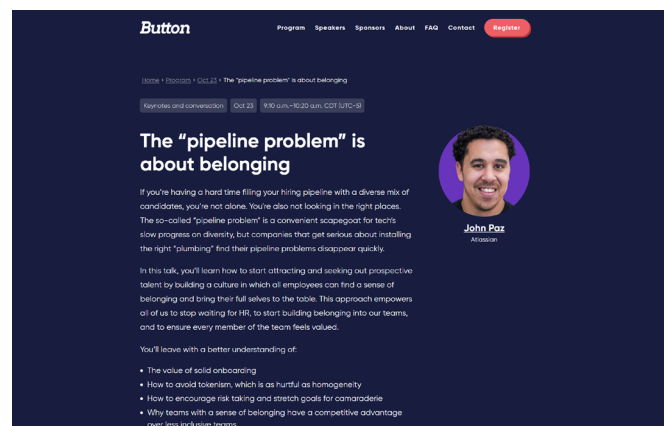 Button
Program Speakers Sponsors About FAQ Contact Register
Home • Program • Oct 23 • The "pipeline problem" is about belonging
Keynotes and conversation Oct 23 9:10 a.m.–10:20 a.m. CDT (UTC-5)
The “pipeline problem” is
about belonging
If you're having a hard time filling your hiring pipeline with a diverse mix of
candidates, you're not alone. You're also not looking in the right places.
The so-called “pipeline problem” is a convenient scapegoat for tech's
slow progress on diversity, but companies that get serious about installing
the right “plumbing” find their pipeline problems disappear quickly.
John Paz
Atlassian
In this talk, you'll learn how to start attracting and seeking out prospective
talent by building a culture in which all employees can find a sense of
belonging and bring their full selves to the table. This approach empowers
all of us to stop waiting for HR, to start building belonging into our teams,
and to ensure every member of the team feels valued.
You'll leave with a better understanding of:
• The value of solid onboarding
• How to avoid tokenism, which is as hurtful as homogeneity
• How to encourage risk taking and stretch goals for camaraderie
• Why teams with a sense of belonging have a competitive advantage
over less inclusive teams